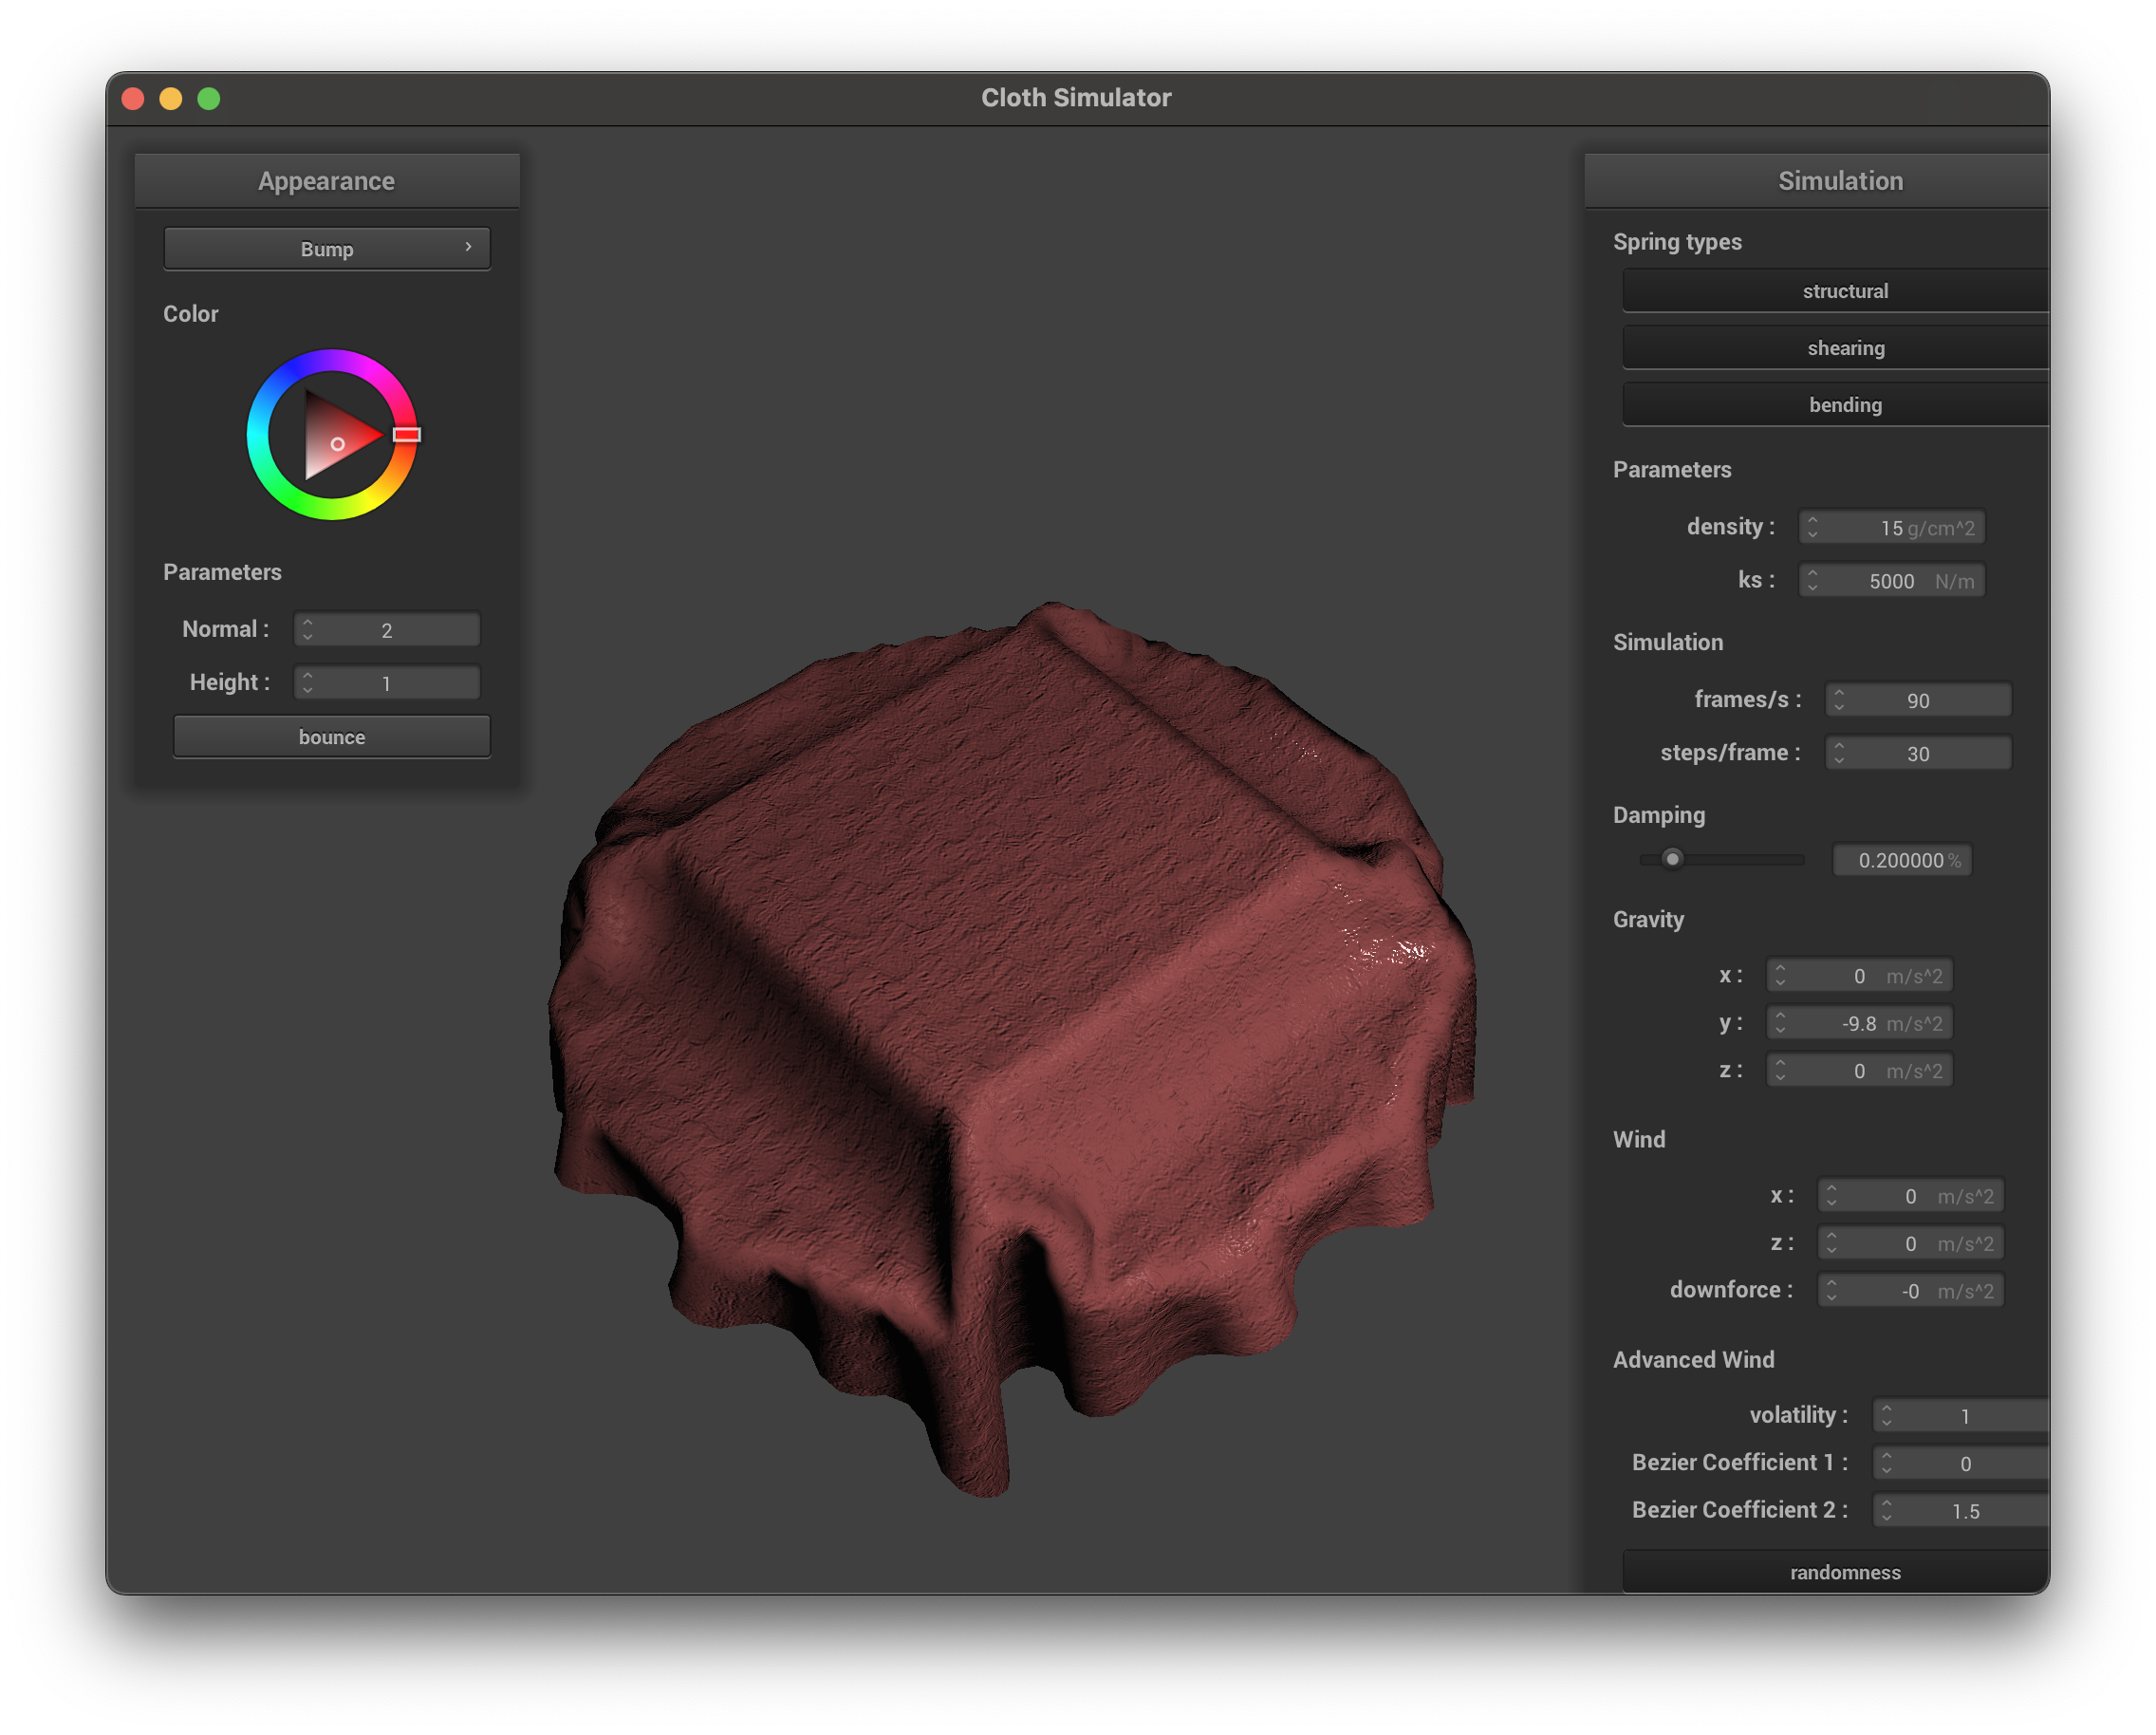 Cloth Simulator
Appearance
Bump
Color
Parameters
Normal : 2
Height : 1
bounce
Simulation
Spring types
structural
shearing
bending
Parameters
density : 15 g/cm^2
ks : 5000 N/m
Simulation
frames/s : 90
steps/frame : 30
Damping
0.200000 %
Gravity
x : 0 m/s^2
y : -9.8 m/s^2
z : 0 m/s^2
Wind
x : 0 m/s^2
z : 0 m/s^2
downforce : -0 m/s^2
Advanced Wind
volatility : 1
Bezier Coefficient 1 : 0
Bezier Coefficient 2 : 1.5
randomness